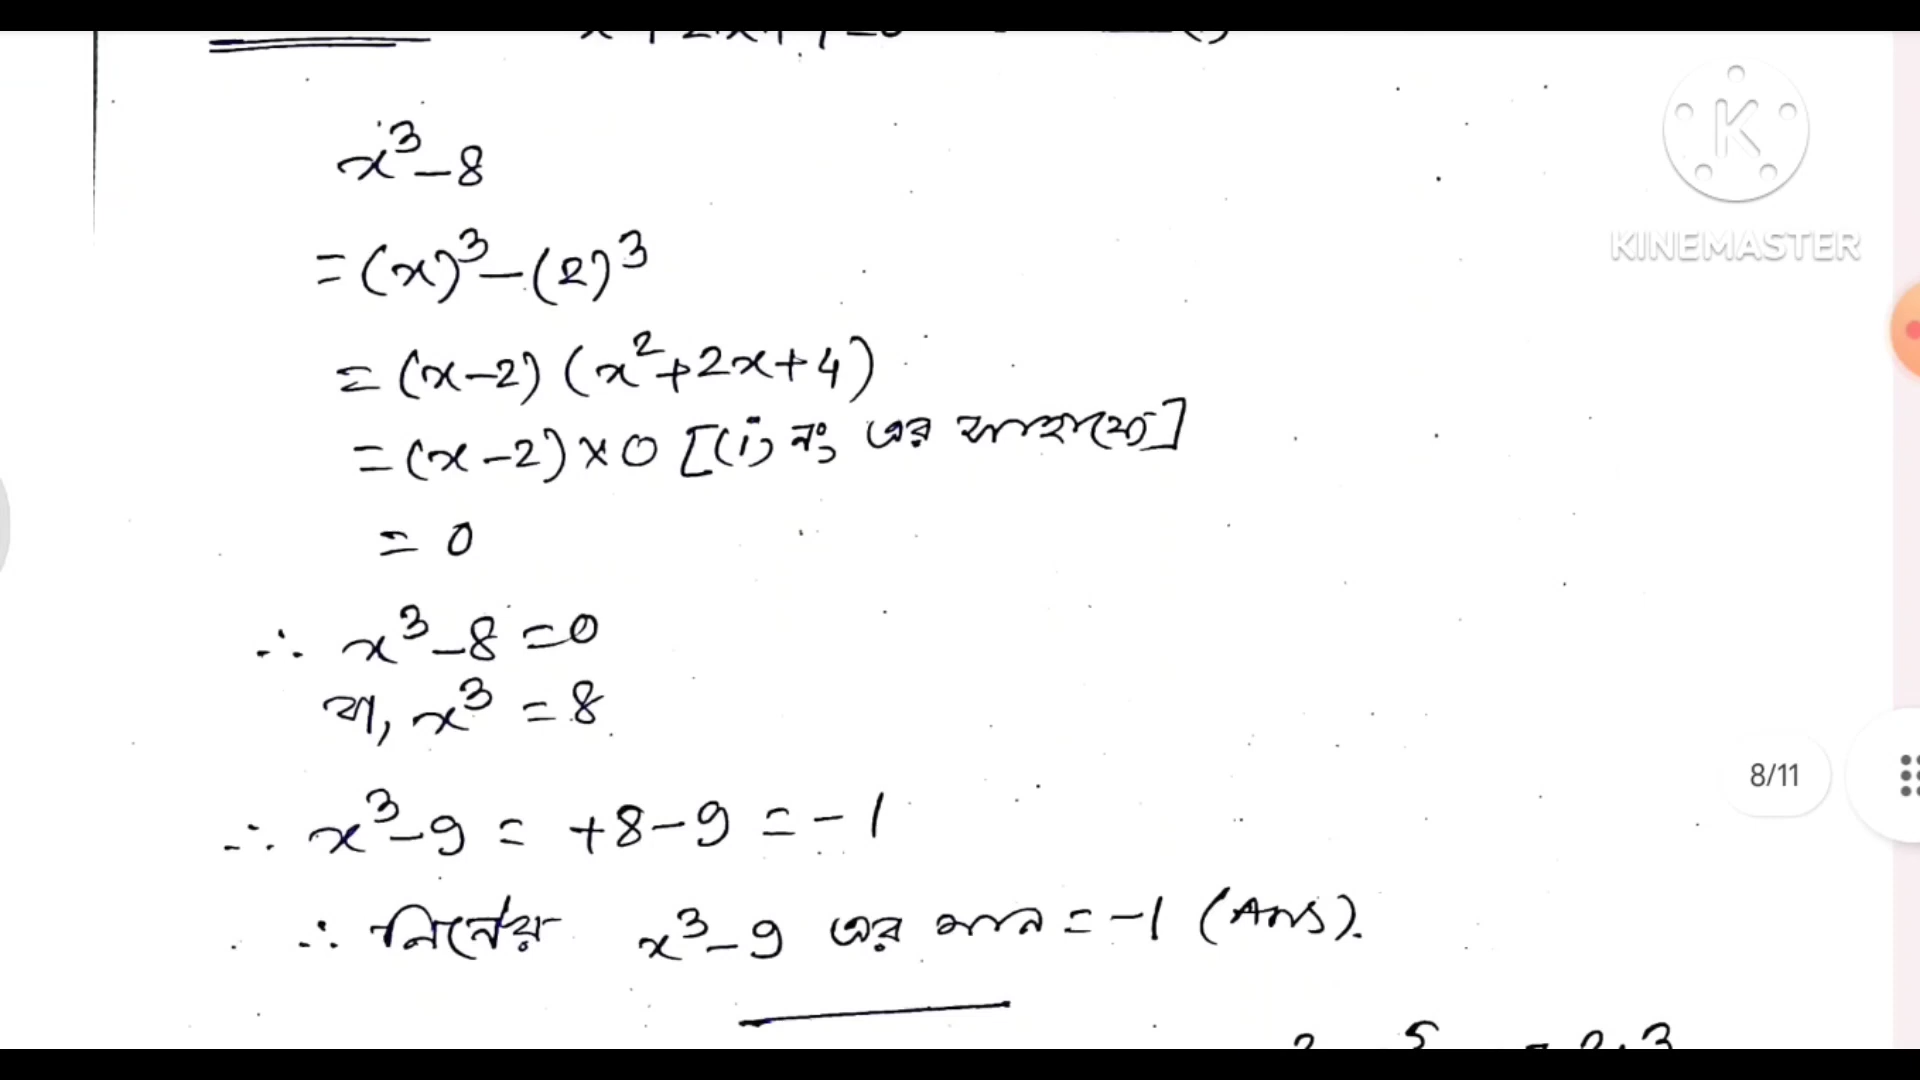 x³-8
=(x)³-(2)³
=(x-2) (x²+2x+4)
=(x-2)×0 [(i) নং এর সাহায্যে]
= 0
∴ x³-8=0
বা, x³ = 8
∴ x³-9 = +8-9 = -1
∴ নির্ণেয় x³-9 এর মান = -1 (Ans).
K
KINEMASTER
8/11